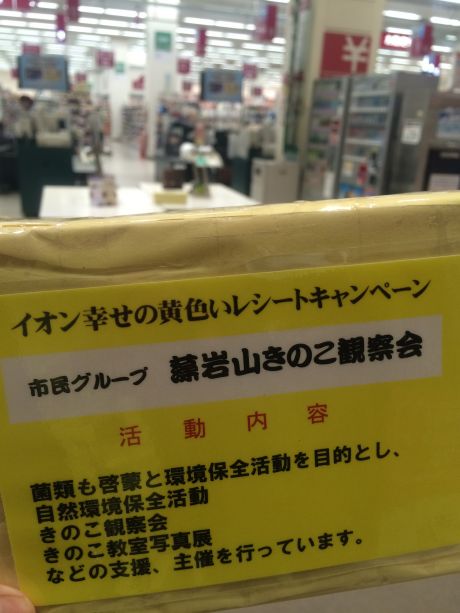 イオン幸せの黄色いレシートキャンペーン
市民グループ 藻岩山きのこ観察会
活動内容
菌類も啓蒙と環境保全活動を目的とし、
自然環境保全活動
きのこ観察会
きのこ教室写真展
などの支援、主催を行っています。
¥